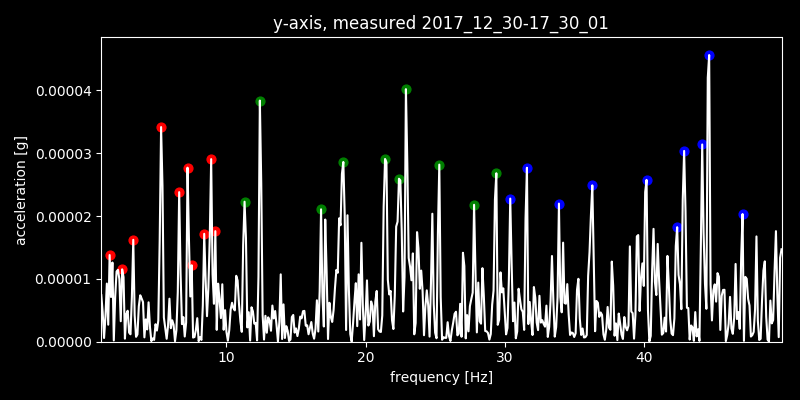 y-axis, measured 2017_12_30-17_30_01
0.00004
0.00003
0.00002
0.00001
0.00000
acceleration [g]
10 20 30 40
frequency [Hz]